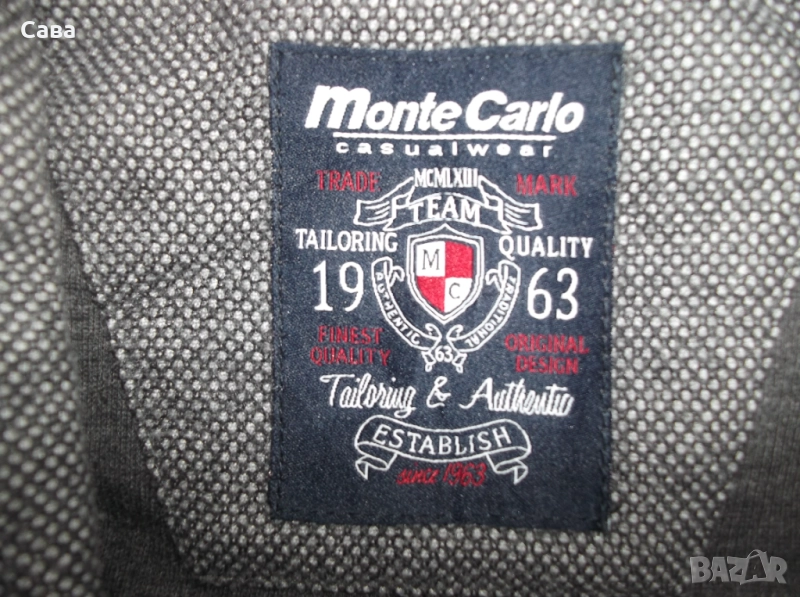 Сава
Monte Carlo
casualwear
TRADE MCMLXIII MARK
TEAM
TAILORING QUALITY
M
C
19 63
AUTHENTIC TRADITIONAL
FINEST ORIGINAL
QUALITY DESIGN
63
Tailoring & Authentic
ESTABLISH
since 1963
BAZAR